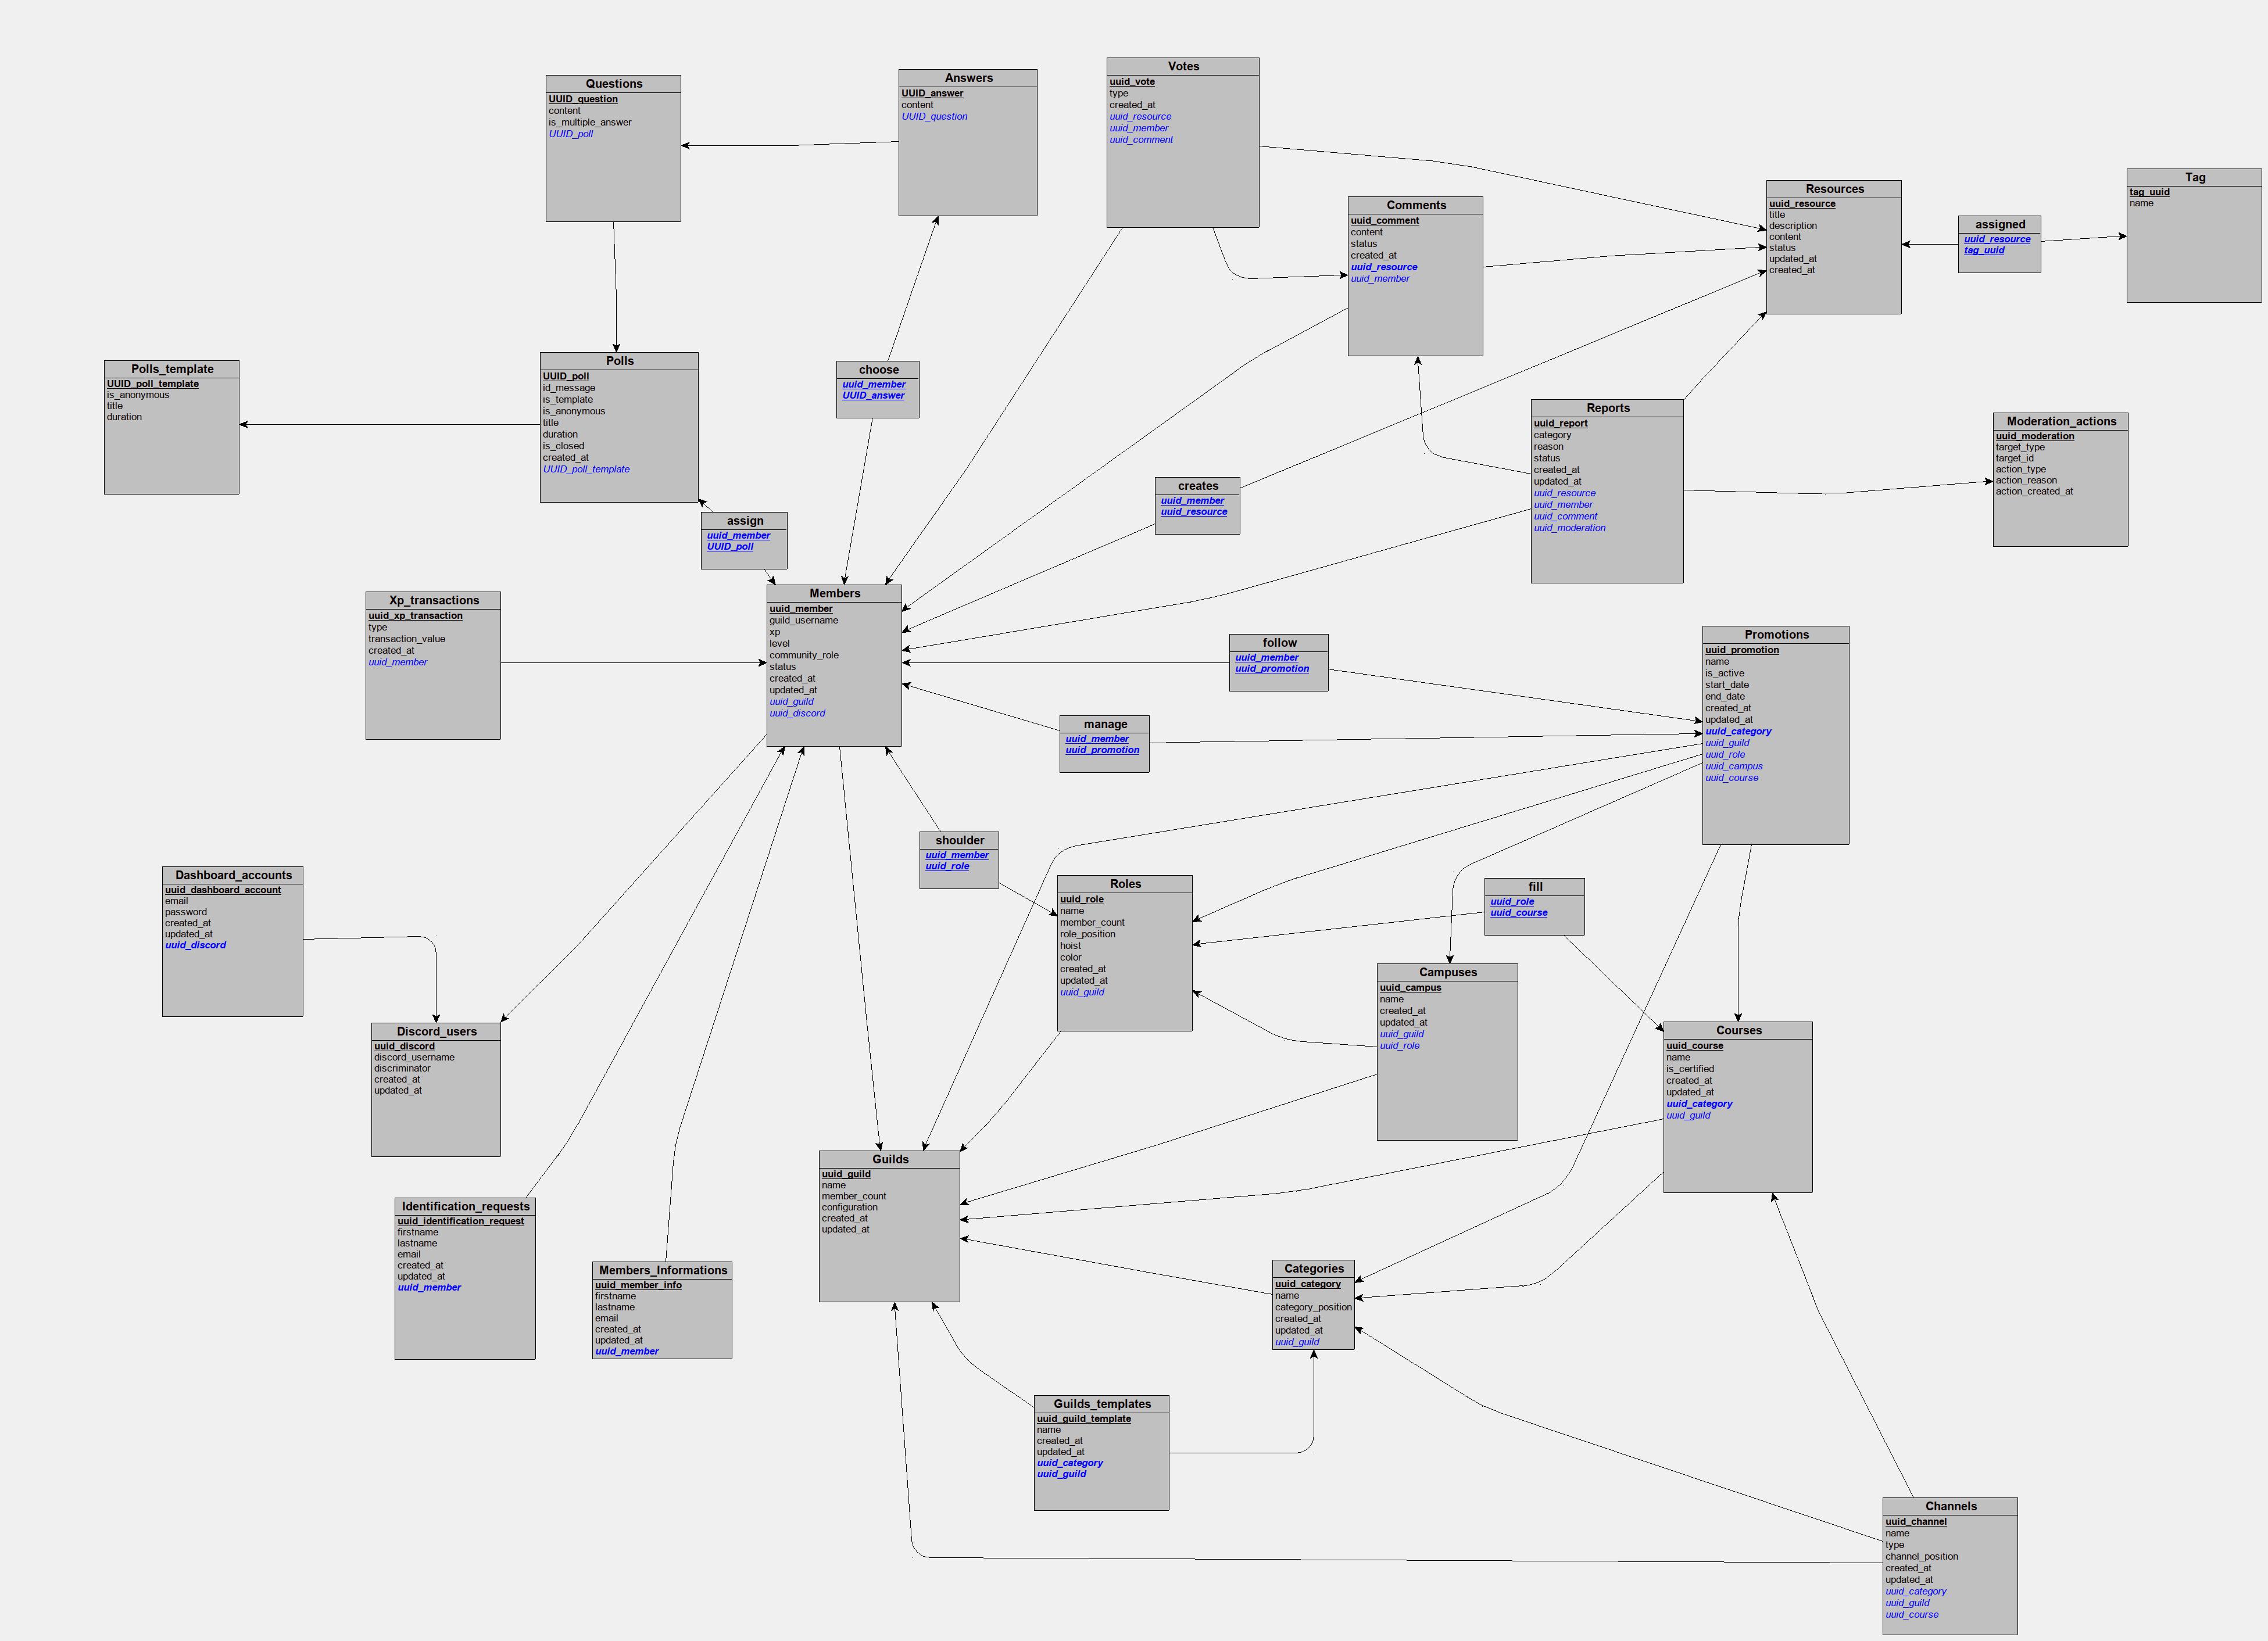 Questions
UUID_question
content
is_multiple_answer
UUID_poll
Answers
UUID_answer
content
UUID_question
Votes
uuid_vote
type
created_at
uuid_resource
uuid_member
uuid_comment
Comments
uuid_comment
content
status
created_at
uuid_resource
uuid_member
Resources
uuid_resource
title
description
content
status
updated_at
created_at
assigned
uuid_resource
tag_uuid
Tag
tag_uuid
name
Polls_template
UUID_poll_template
is_anonymous
title
duration
Polls
UUID_poll
id_message
is_template
is_anonymous
title
duration
is_closed
created_at
UUID_poll_template
choose
uuid_member
UUID_answer
creates
uuid_member
uuid_resource
Reports
uuid_report
category
reason
status
created_at
updated_at
uuid_resource
uuid_member
uuid_comment
uuid_moderation
Moderation_actions
uuid_moderation
target_type
target_id
action_type
action_reason
action_created_at
assign
uuid_member
UUID_poll
Xp_transactions
uuid_xp_transaction
type
transaction_value
created_at
uuid_member
Members
uuid_member
guild_username
xp
level
community_role
status
created_at
updated_at
uuid_guild
uuid_discord
follow
uuid_member
uuid_promotion
manage
uuid_member
uuid_promotion
Promotions
uuid_promotion
name
is_active
start_date
end_date
created_at
updated_at
uuid_category
uuid_guild
uuid_role
uuid_campus
uuid_course
shoulder
uuid_member
uuid_role
Dashboard_accounts
uuid_dashboard_account
email
password
created_at
updated_at
uuid_discord
Roles
uuid_role
name
member_count
role_position
hoist
color
created_at
updated_at
uuid_guild
fill
uuid_role
uuid_course
Campuses
uuid_campus
name
created_at
updated_at
uuid_guild
uuid_role
Discord_users
uuid_discord
discord_username
discriminator
created_at
updated_at
Courses
uuid_course
name
is_certified
created_at
updated_at
uuid_category
uuid_guild
Guilds
uuid_guild
name
member_count
configuration
created_at
updated_at
Identification_requests
uuid_identification_request
firstname
lastname
email
created_at
updated_at
uuid_member
Members_Informations
uuid_member_info
firstname
lastname
email
created_at
updated_at
uuid_member
Categories
uuid_category
name
category_position
created_at
updated_at
uuid_guild
Guilds_templates
uuid_guild_template
name
created_at
updated_at
uuid_category
uuid_guild
Channels
uuid_channel
name
type
channel_position
created_at
updated_at
uuid_category
uuid_guild
uuid_course